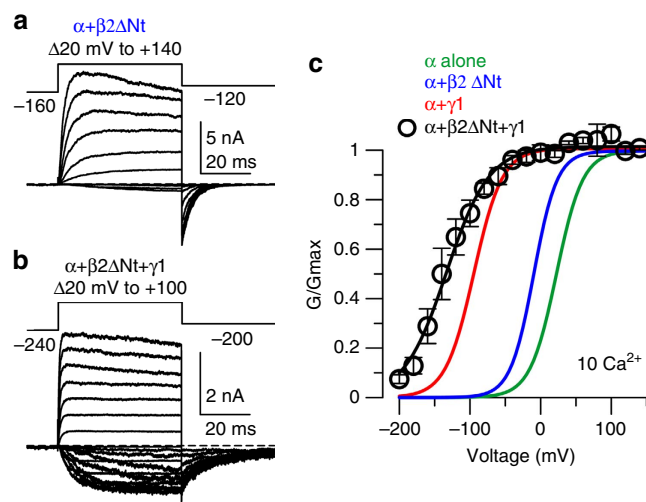 a
α+β2ΔNt
Δ20 mV to +140
−160
−120
5 nA
20 ms
b
α+β2ΔNt+γ1
Δ20 mV to +100
−240
−200
2 nA
20 ms
c
α alone
α+β2 ΔNt
α+γ1
α+β2ΔNt+γ1
G/Gmax
1
0.8
0.6
0.4
0.2
0
10 Ca2+
−200 −100 0 100
Voltage (mV)